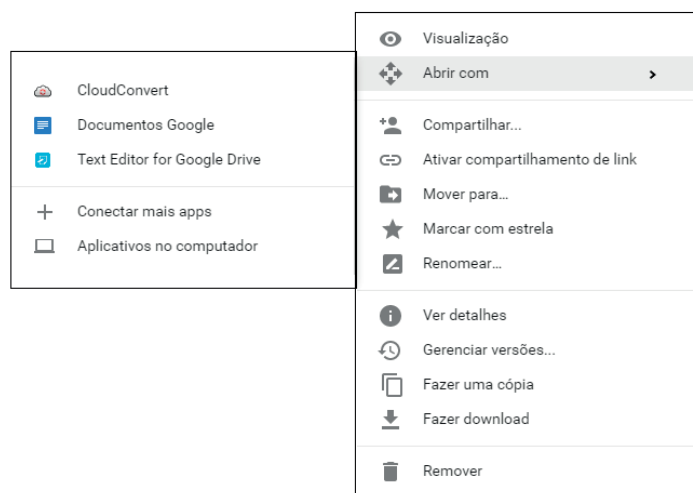 Visualização
Abrir com
CloudConvert
Documentos Google
Text Editor for Google Drive
Conectar mais apps
Aplicativos no computador
Compartilhar...
Ativar compartilhamento de link
Mover para...
Marcar com estrela
Renomear...
Ver detalhes
Gerenciar versões...
Fazer uma cópia
Fazer download
Remover